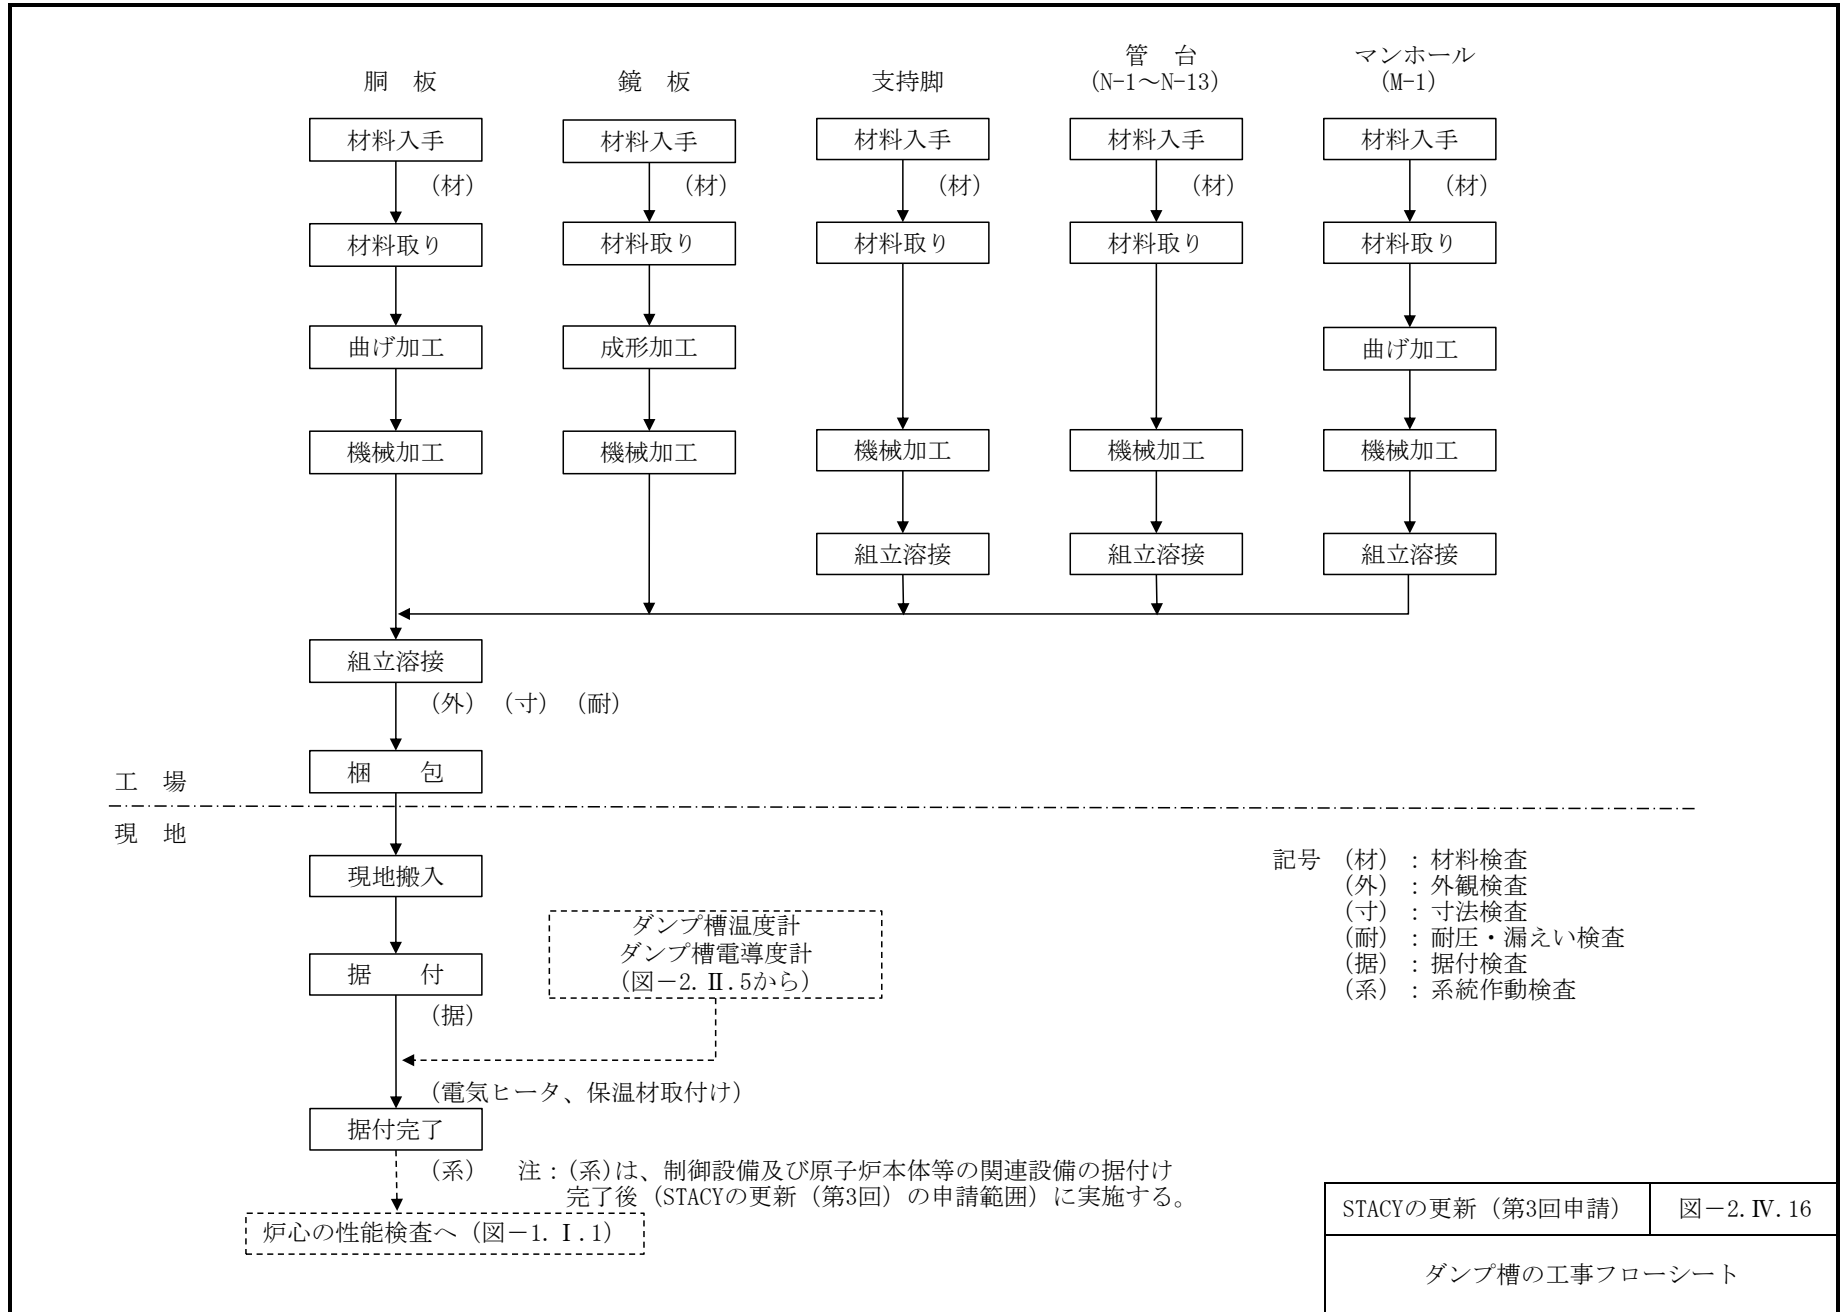 胴　板
鏡　板
支持脚
管　台
(N-1～N-13)
マンホール
(M-1)
材料入手
材料入手
材料入手
材料入手
材料入手
(材)
(材)
(材)
(材)
(材)
材料取り
材料取り
材料取り
材料取り
材料取り
曲げ加工
成形加工
曲げ加工
機械加工
機械加工
機械加工
機械加工
機械加工
組立溶接
組立溶接
組立溶接
組立溶接
(外)　(寸)　(耐)
梱　　包
工　場
現　地
現地搬入
据　　付
(据)
ダンプ槽温度計
ダンプ槽電導度計
(図－2.Ⅱ.5から)
(電気ヒータ、保温材取付け)
据付完了
(系)
注：(系)は、制御設備及び原子炉本体等の関連設備の据付け
完了後（STACYの更新（第3回）の申請範囲）に実施する。
炉心の性能検査へ（図－1.Ⅰ.1）
記号　(材)　：材料検査
(外)　：外観検査
(寸)　：寸法検査
(耐)　：耐圧・漏えい検査
(据)　：据付検査
(系)　：系統作動検査
STACYの更新（第3回申請）
図－2.Ⅳ.16
ダンプ槽の工事フローシート